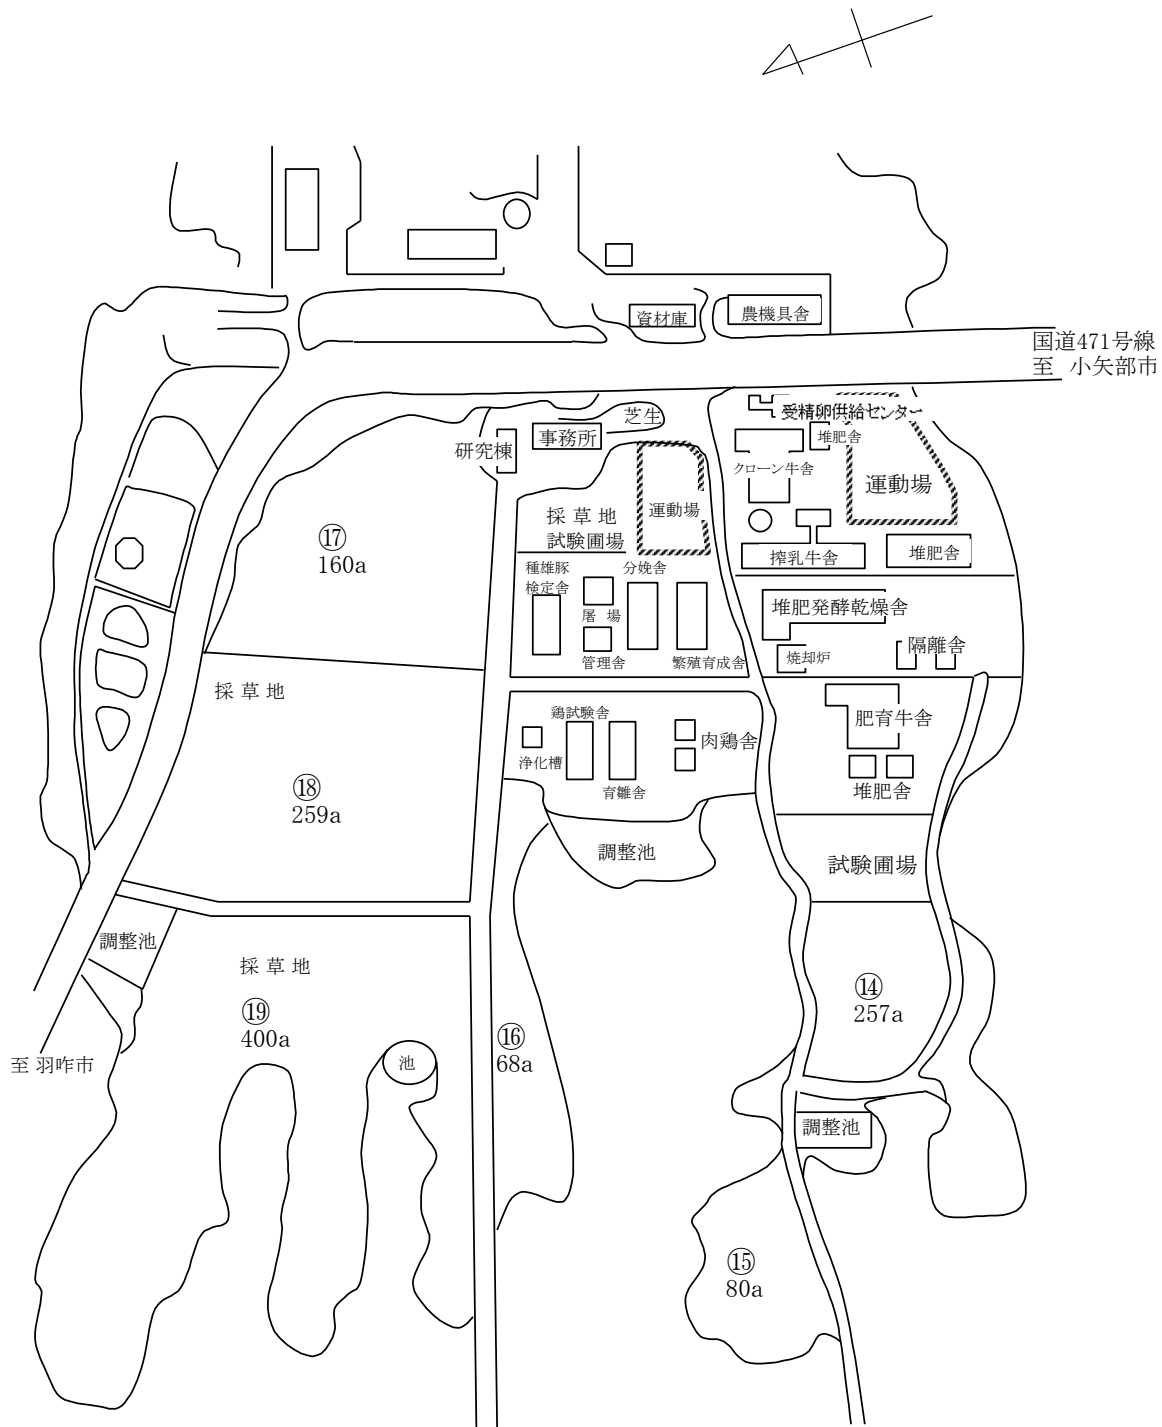 資材庫
農機具舎
国道471号線
至 小矢部市
芝生
受精卵供給センター
研究棟
事務所
堆肥舎
クローン牛舎
運動場
運動場
採 草 地
試験圃場
⑰
160a
搾乳牛舎
堆肥舎
種雄豚
検定舎
分娩舎
屠 場
管理舎
繁殖育成舎
堆肥発酵乾燥舎
焼却炉
隔離舎
採 草 地
鶏試験舎
浄化槽
肉鶏舎
育雛舎
肥育牛舎
堆肥舎
⑱
259a
調整池
試験圃場
調整池
採 草 地
⑲
400a
⑭
257a
⑯
68a
池
至 羽咋市
調整池
⑮
80a